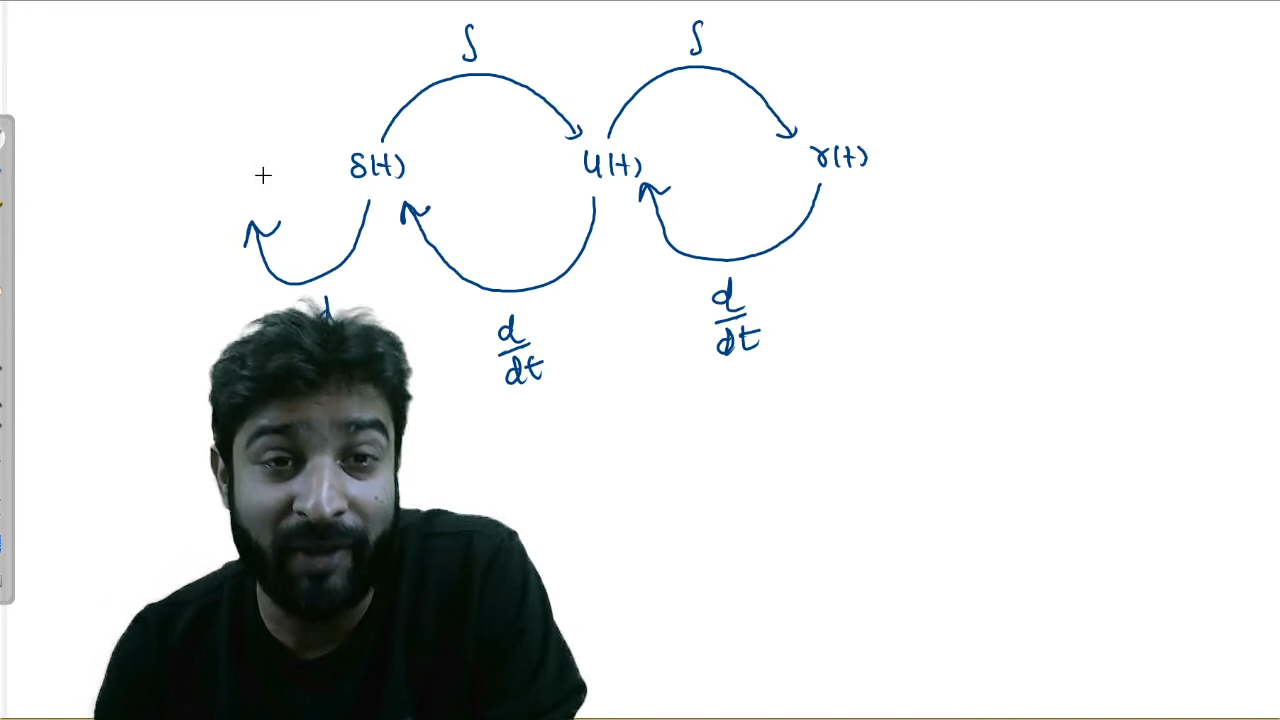 ∫ ∫
δ(t) u(t) r(t)
d
d/dt
d/dt